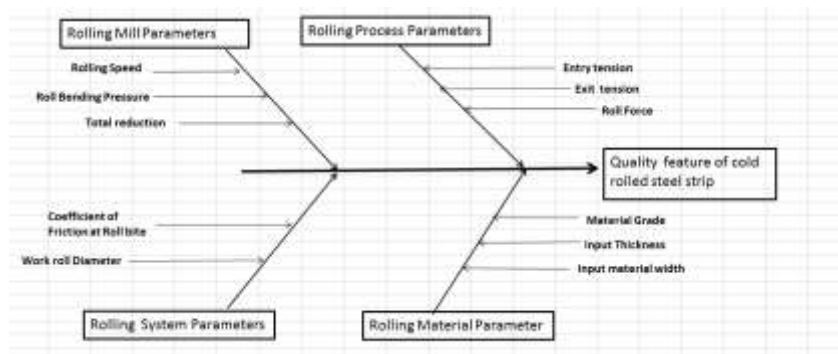 Rolling Mill Parameters
Rolling Process Parameters
Rolling Speed
Roll Bending Pressure
Total reduction
Entry tension
Exit tension
Roll Force
Quality feature of cold
rolled steel strip
Coefficient of
Friction at Roll bite
Work roll Diameter
Material Grade
Input Thickness
Input material width
Rolling System Parameters
Rolling Material Parameter